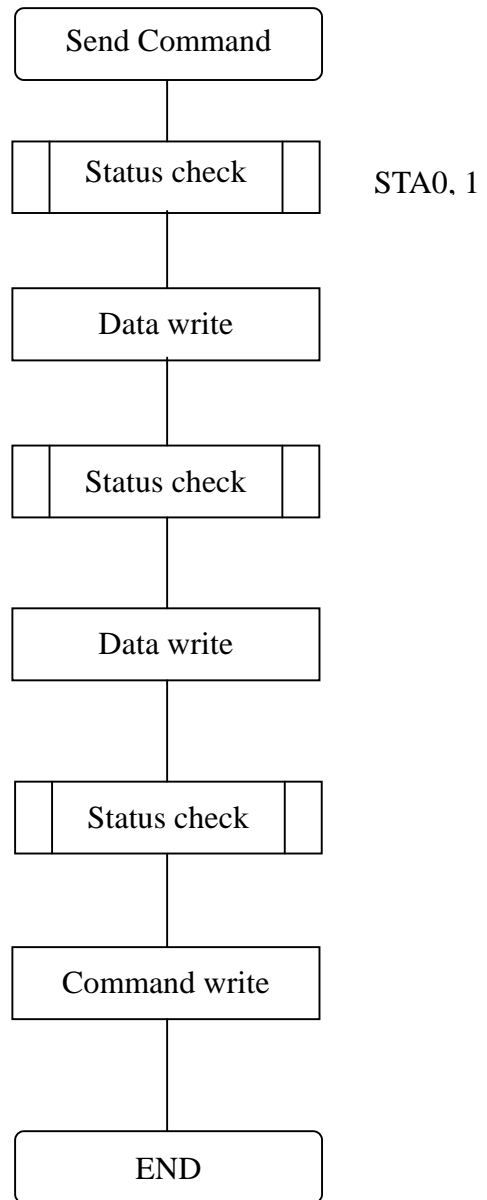 Send Command
Status check
STA0, 1
Data write
Status check
Data write
Status check
Command write
END